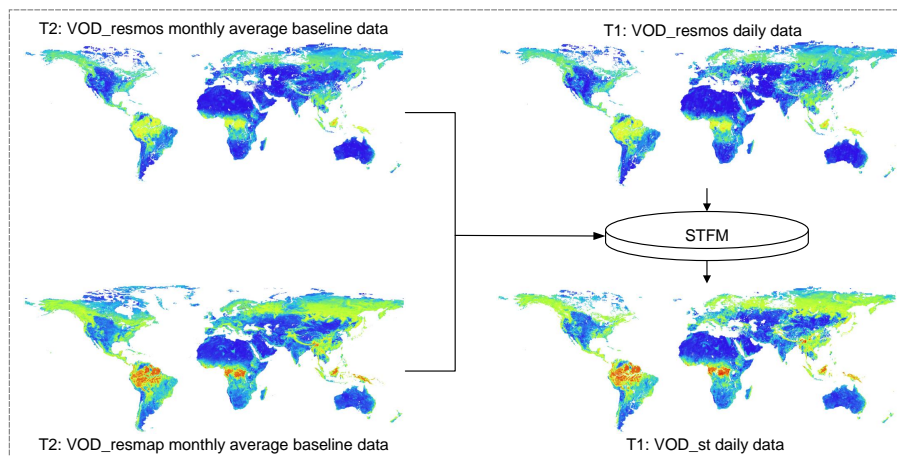 T2: VOD_resmos monthly average baseline data
T1: VOD_resmos daily data
STFM
T2: VOD_resmap monthly average baseline data
T1: VOD_st daily data